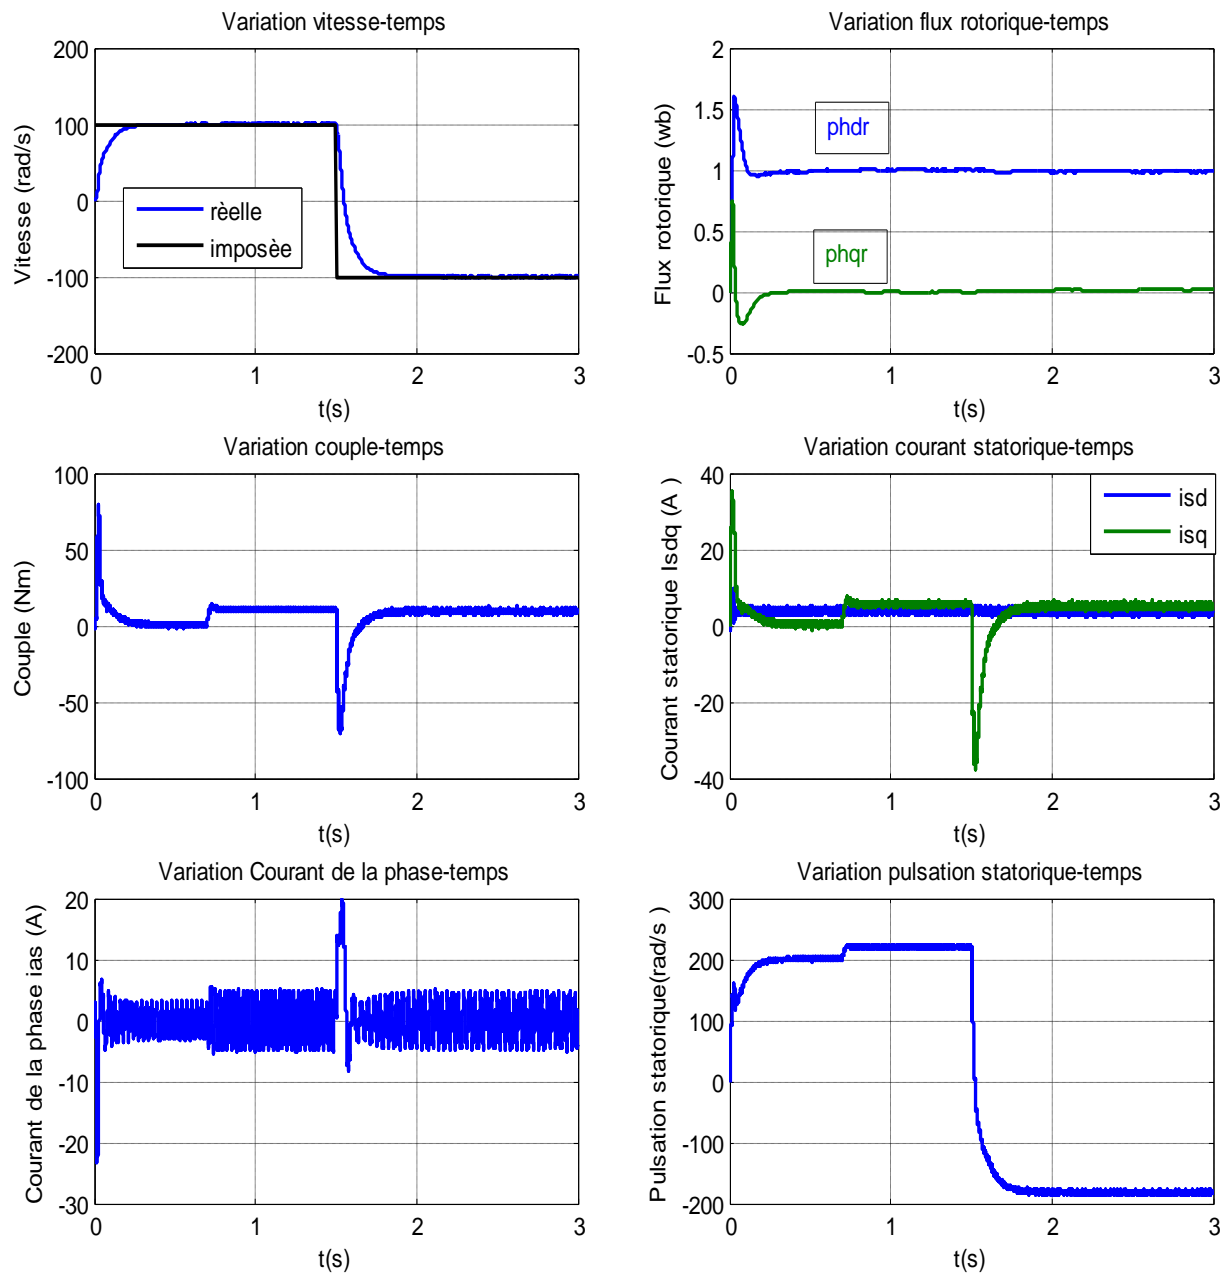 Variation vitesse-temps
Vitesse (rad/s)
200
100
0
-100
-200
rèelle
imposèe
0 1 2 3
t(s)
Variation flux rotorique-temps
Flux rotorique (wb)
2
1.5
1
0.5
0
-0.5
phdr
phqr
0 1 2 3
t(s)
Variation couple-temps
Couple (Nm)
100
50
0
-50
-100
0 1 2 3
t(s)
Variation courant statorique-temps
Courant statorique Isdq (A )
40
20
0
-20
-40
isd
isq
0 1 2 3
t(s)
Variation Courant de la phase-temps
Courant de la phase ias (A)
20
10
0
-10
-20
-30
0 1 2 3
t(s)
Variation pulsation statorique-temps
Pulsation statorique(rad/s )
300
200
100
0
-100
-200
0 1 2 3
t(s)